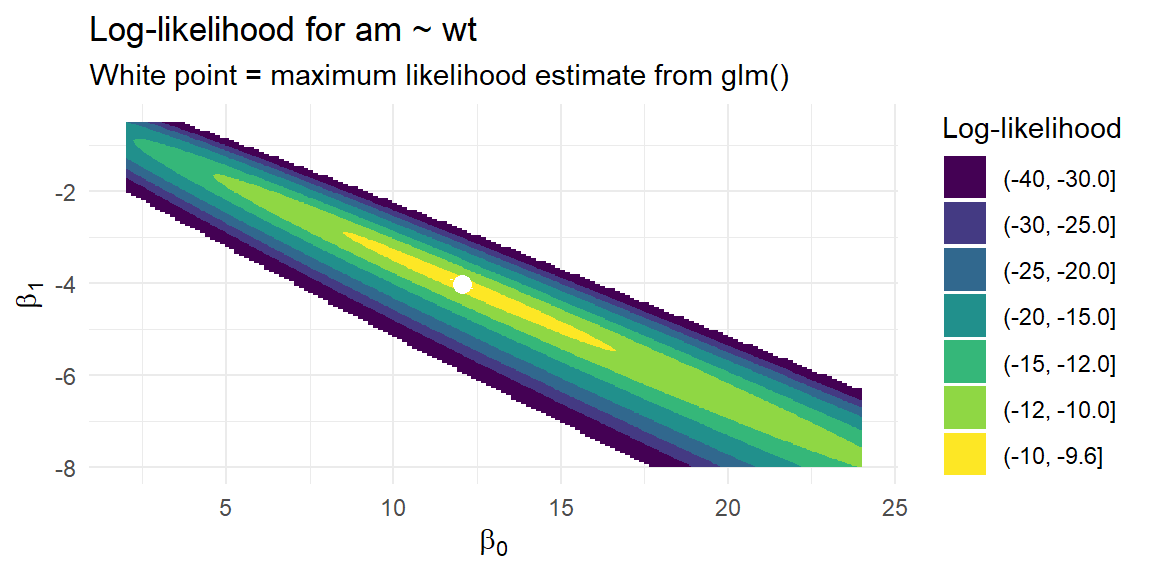 Log-likelihood for am ~ wt
White point = maximum likelihood estimate from glm()
Log-likelihood
(-40, -30.0]
(-30, -25.0]
(-25, -20.0]
(-20, -15.0]
(-15, -12.0]
(-12, -10.0]
(-10, -9.6]
β1
-2
-4
-6
-8
5 10 15 20 25
β0